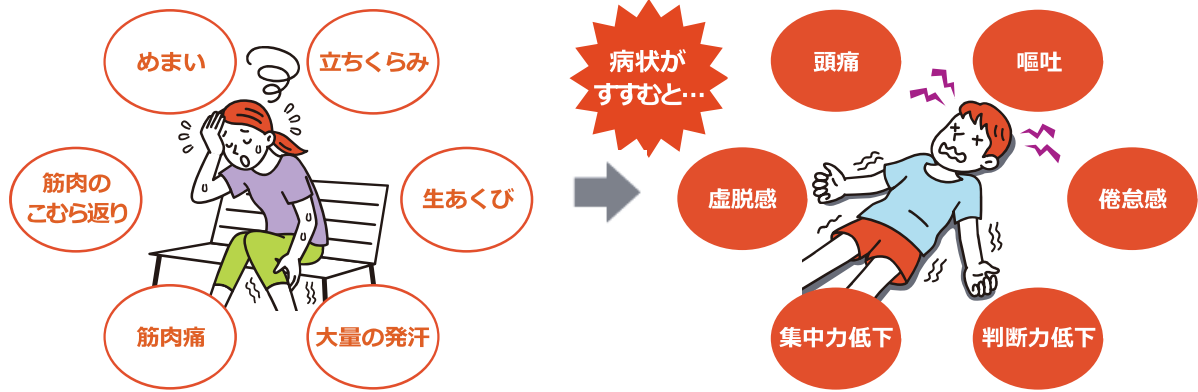 めまい
立ちくらみ
筋肉の
こむら返り
生あくび
筋肉痛
大量の発汗
病状が
すすむと…
頭痛
嘔吐
虚脱感
倦怠感
集中力低下
判断力低下